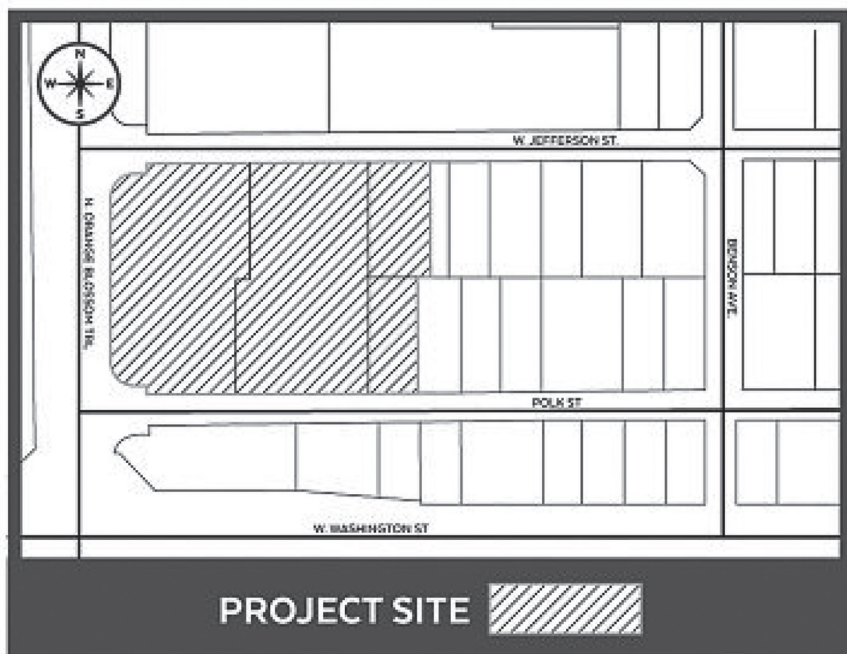 N
W E
S
W. JEFFERSON ST.
N. ORANGE BLOSSOM TRL.
BENSON AVE.
POLK ST
W. WASHINGTON ST
PROJECT SITE